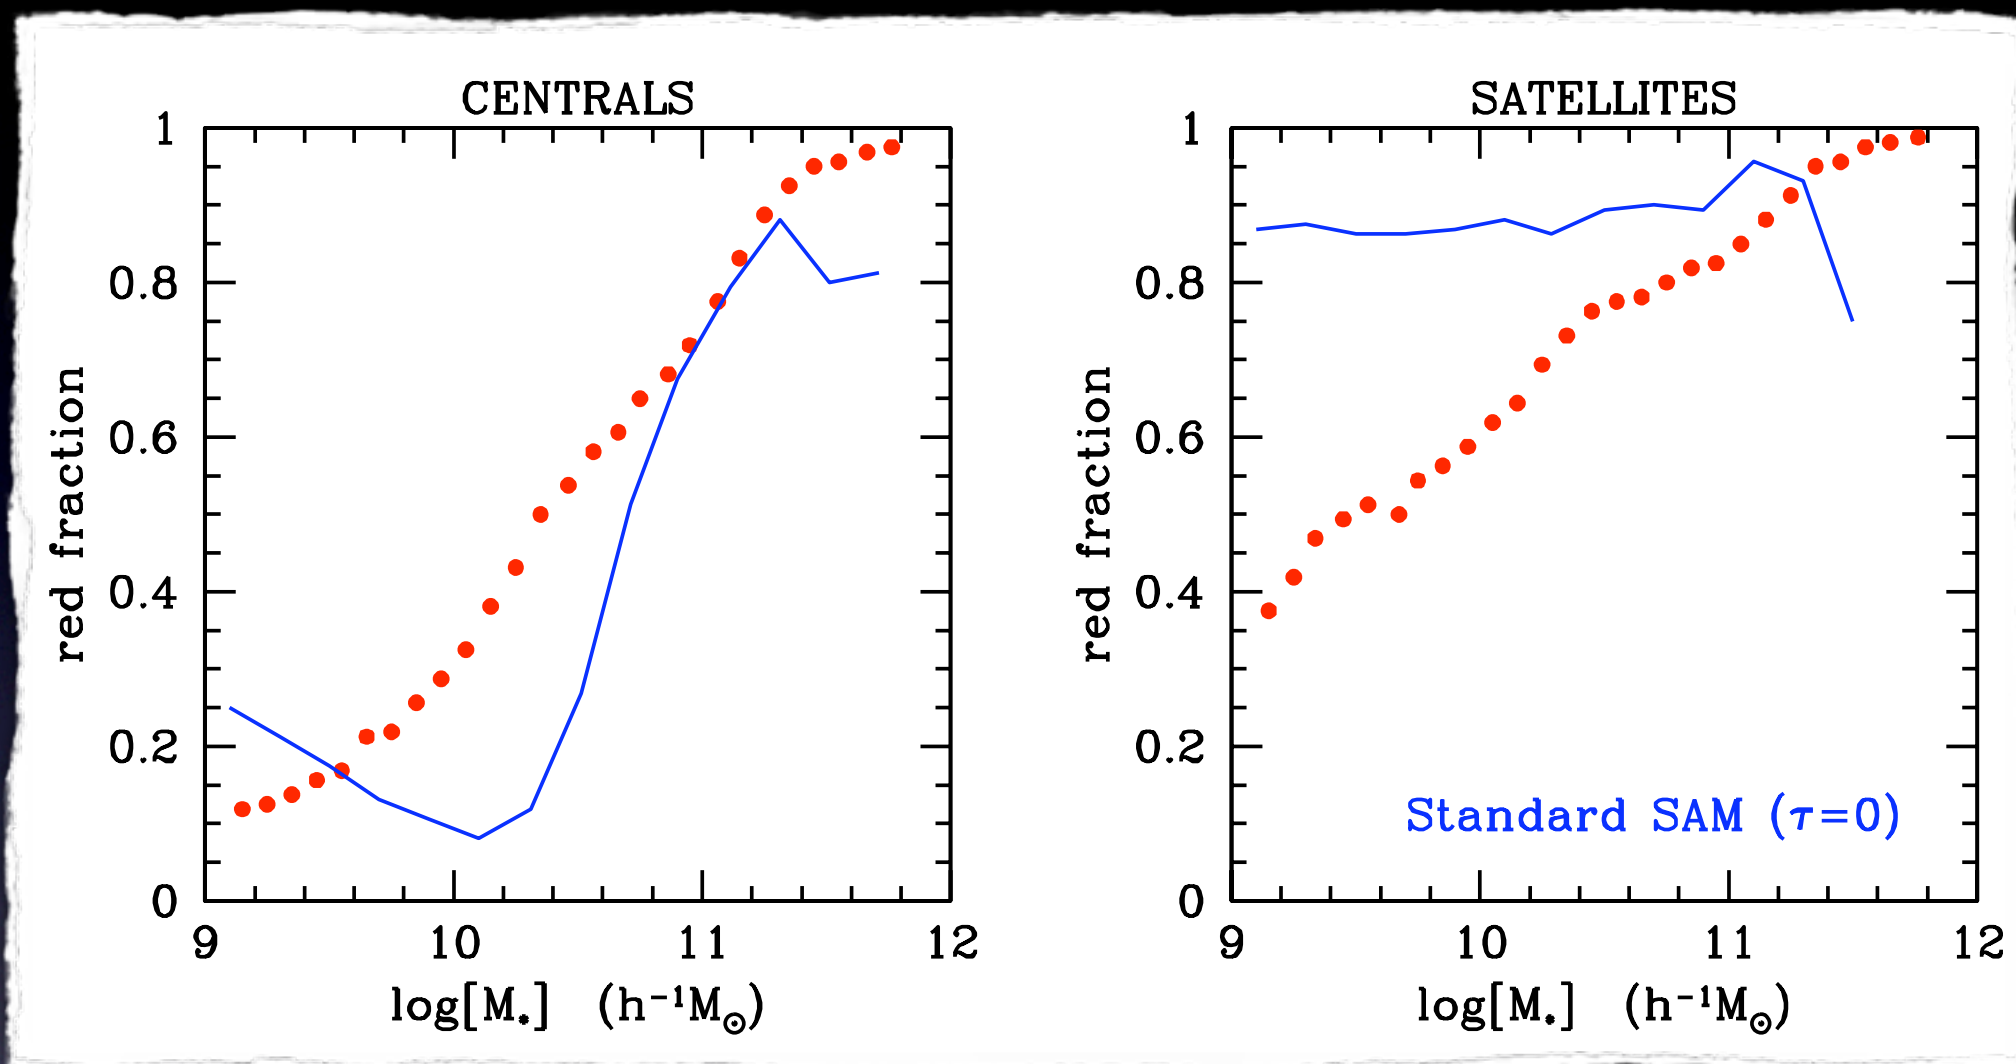 CENTRALS
1
0.8
0.6
0.4
0.2
0
9 10 11 12
red fraction
log[M*] (h⁻¹M⊙)
SATELLITES
1
0.8
0.6
0.4
0.2
0
9 10 11 12
red fraction
log[M*] (h⁻¹M⊙)
Standard SAM (τ=0)